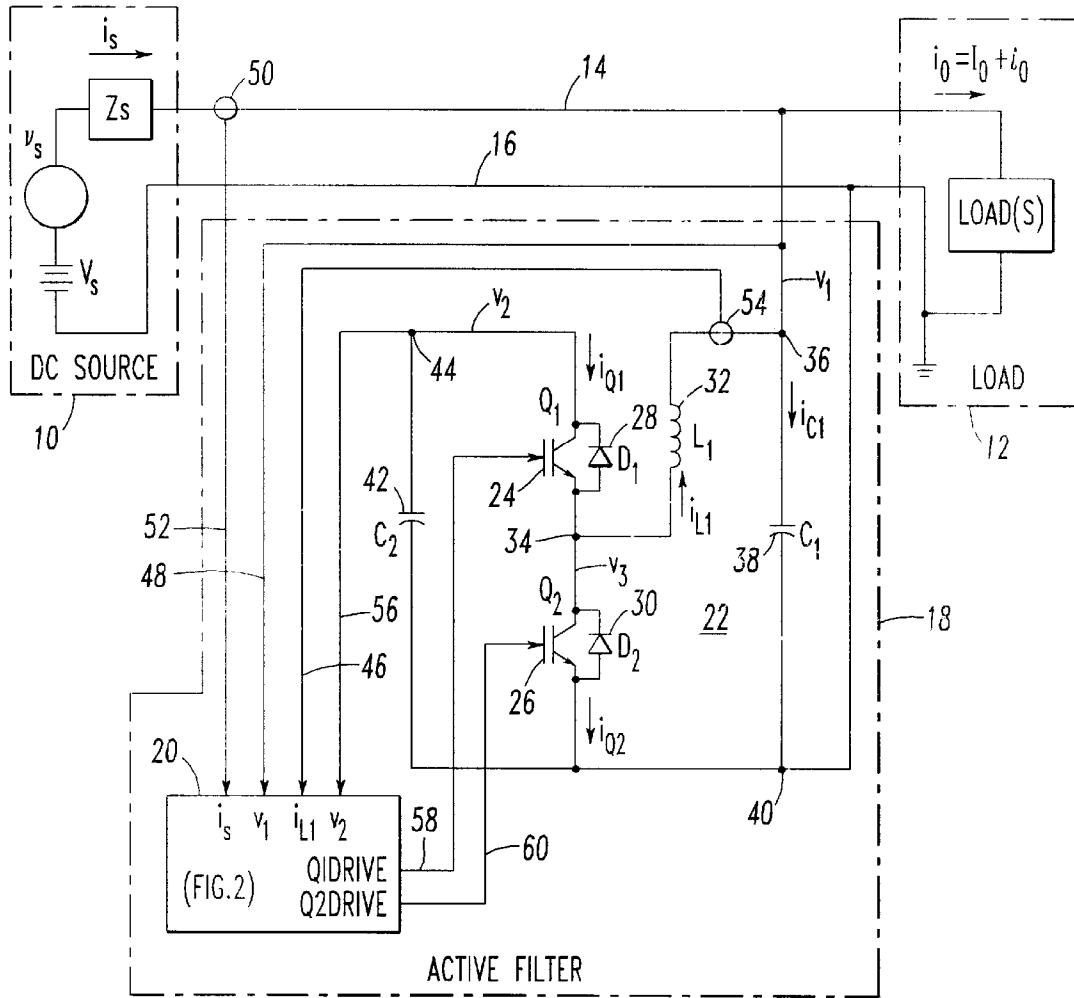 i_s
50
14
i_0 = I_0 + i_0
Zs
16
ν_s
LOAD(S)
V_s
v_1
v_2
54
DC SOURCE
44
i_Q1
32
36
LOAD
10
Q_1
28
i_C1
12
42
24
D_1
L_1
52
C_2
34
i_L1
38
C_1
48
v_3
Q_2
30
22
18
56
D_2
46
26
i_Q2
20
40
i_s v_1 i_L1 v_2
58
60
(FIG.2)
Q1DRIVE
Q2DRIVE
ACTIVE FILTER